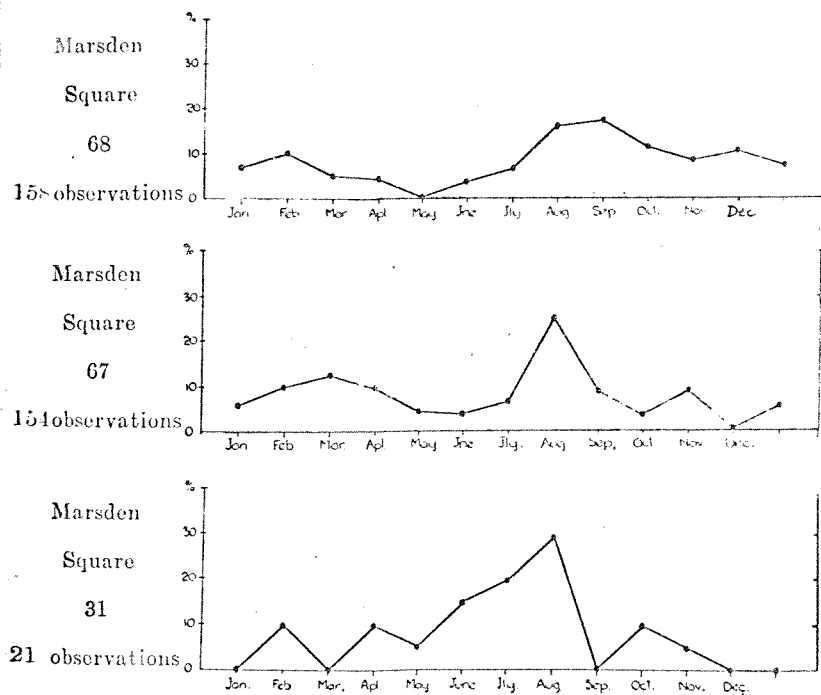 Marsden
Square
68
158 observations
%
30
20
10
0
Jan Feb Mar. Apl. May Jne Jly Aug Sep Oct. Nov Dec
Marsden
Square
67
154 observations
%
30
20
10
0
Jan Feb Mar. Apl. May Jne Jly. Aug Sep. Oct Nov Dec.
Marsden
Square
31
21 observations
%
30
20
10
0
Jan. Feb Mar. Apl May June Jly. Aug. Sep. Oct. Nov. Dec.